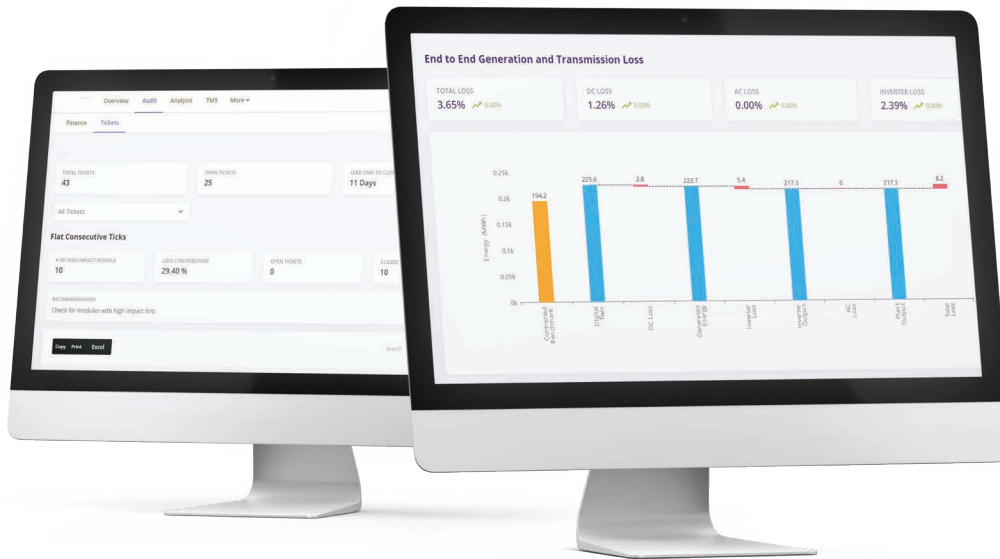 Overview Audit Analysis TMS More
Finance Tickets
TOTAL TICKETS
43
OPEN TICKETS
25
LEAD TIME TO CLOS
11 Days
All Tickets
Flat Consecutive Ticks
# OF HIGH IMPACT MODULE
10
LOSS CONTRIBUTION
29.40 %
OPEN TICKETS
0
CLOSED
10
RECOMMENDATION
Check for modules with high impact first
Copy Print Excel
Search
End to End Generation and Transmission Loss
TOTAL LOSS
3.65% 0.00%
DC LOSS
1.26% 0.00%
AC LOSS
0.00% 0.00%
INVERTER LOSS
2.39% 0.00%
Energy (MWh)
0.25k
0.2k
0.15k
0.1k
0.05k
0k
194.2
225.6
2.8
222.7
5.4
217.3
0
217.3
8.2
Contracted
Benchmark
Digital
Twin
DC Loss
Generated
Energy
Inverter
Loss
Inverter
Output
AC
Loss
Plant
Output
Total
Loss